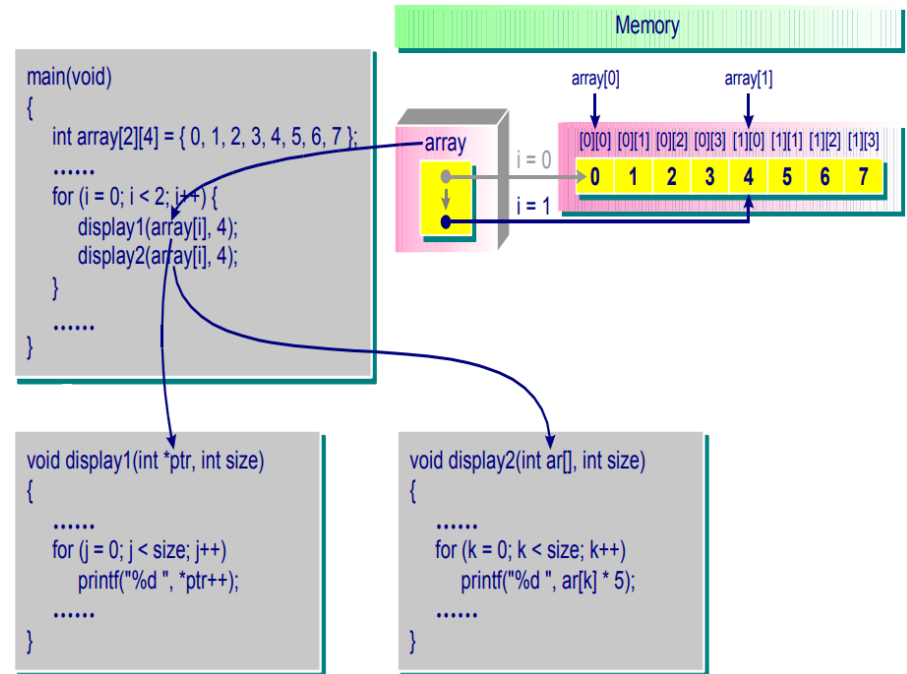 Memory
main(void)
{
int array[2][4] = { 0, 1, 2, 3, 4, 5, 6, 7 };
......
for (i = 0; i < 2; i++) {
display1(array[i], 4);
display2(array[i], 4);
}
......
}
array
i = 0
i = 1
array[0] array[1]
[0][0] [0][1] [0][2] [0][3] [1][0] [1][1] [1][2] [1][3]
0 1 2 3 4 5 6 7
void display1(int *ptr, int size)
{
......
for (j = 0; j < size; j++)
printf("%d ", *ptr++);
......
}
void display2(int ar[], int size)
{
......
for (k = 0; k < size; k++)
printf("%d ", ar[k] * 5);
......
}